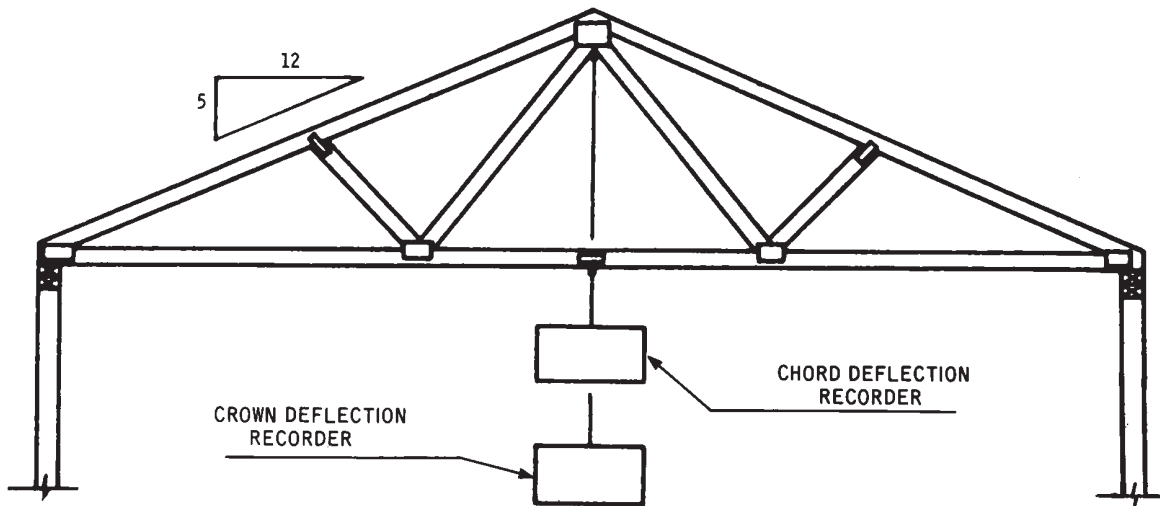 12
5
CHORD DEFLECTION
RECORDER
CROWN DEFLECTION
RECORDER